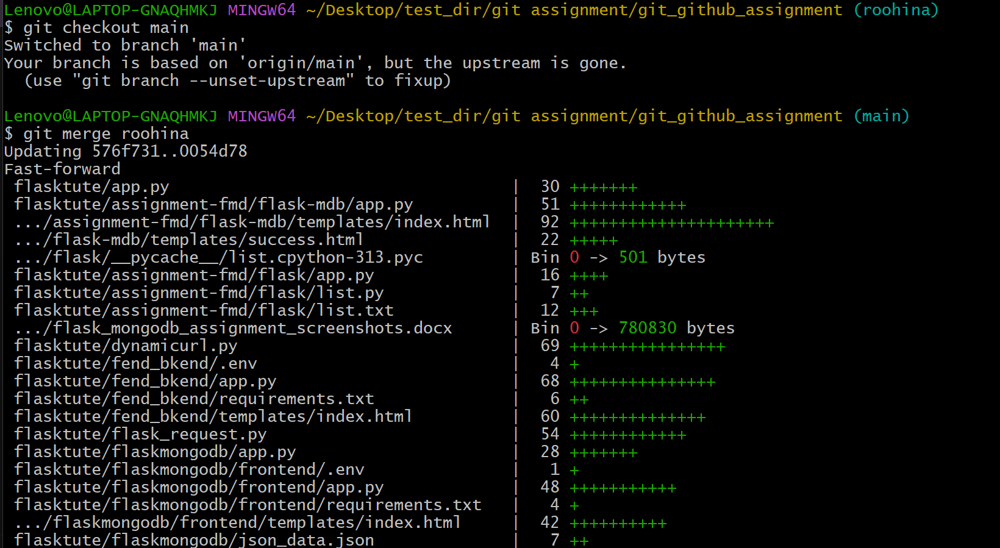 Lenovo@LAPTOP-GNAQHMKJ MINGW64 ~/Desktop/test_dir/git assignment/git_github_assignment (roohina)
$ git checkout main
Switched to branch 'main'
Your branch is based on 'origin/main', but the upstream is gone.
  (use "git branch --unset-upstream" to fixup)

Lenovo@LAPTOP-GNAQHMKJ MINGW64 ~/Desktop/test_dir/git assignment/git_github_assignment (main)
$ git merge roohina
Updating 576f731..0054d78
Fast-forward
 flasktute/app.py                                   |  30 +++++++
 flasktute/assignment-fmd/flask-mdb/app.py          |  51 ++++++++++++
 .../assignment-fmd/flask-mdb/templates/index.html  |  92 +++++++++++++++++++++
 .../flask-mdb/templates/success.html               |  22 +++++
 .../flask/__pycache__/list.cpython-313.pyc         | Bin 0 -> 501 bytes
 flasktute/assignment-fmd/flask/app.py              |  16 ++++
 flasktute/assignment-fmd/flask/list.py             |   7 ++
 flasktute/assignment-fmd/flask/list.txt            |  12 +++
 .../flask_mongodb_assignment_screenshots.docx      | Bin 0 -> 780830 bytes
 flasktute/dynamicurl.py                            |  69 ++++++++++++++++
 flasktute/fend_bkend/.env                          |   4 +
 flasktute/fend_bkend/app.py                        |  68 +++++++++++++++
 flasktute/fend_bkend/requirements.txt              |   6 ++
 flasktute/fend_bkend/templates/index.html          |  60 ++++++++++++++
 flasktute/flask_request.py                         |  54 ++++++++++++
 flasktute/flaskmongodb/app.py                      |  28 +++++++
 flasktute/flaskmongodb/frontend/.env               |   1 +
 flasktute/flaskmongodb/frontend/app.py             |  48 +++++++++++
 flasktute/flaskmongodb/frontend/requirements.txt   |   4 +
 .../flaskmongodb/frontend/templates/index.html     |  42 ++++++++++
 flasktute/flaskmongodb/json_data.json              |   7 ++